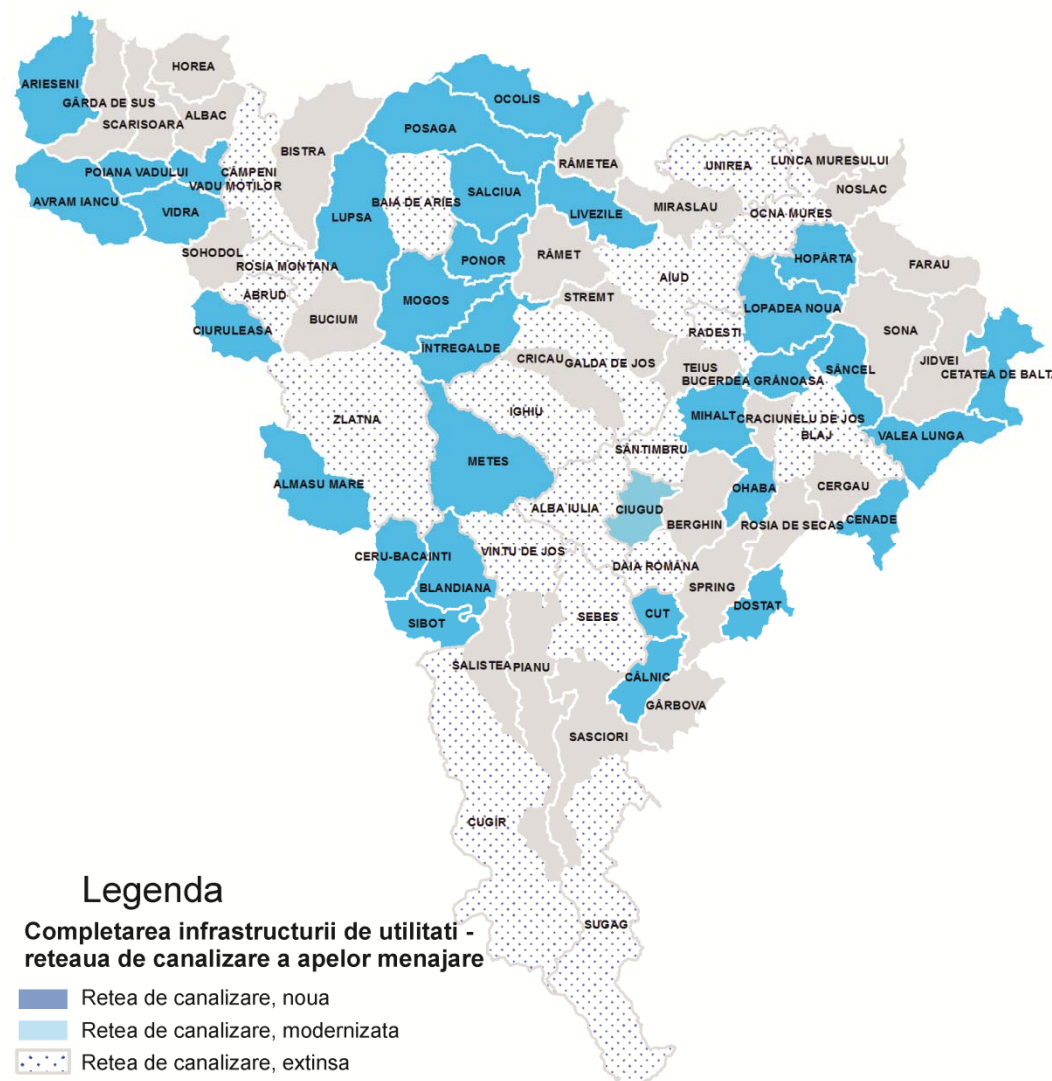 HOREA
ARIESENI
GÂRDA DE SUS
SCARISOARA
ALBAC
OCOLIS
POSAGA
BISTRA
RÂMETEA
UNIREA
LUNCA MURESULUI
NOSLAC
POIANA VADULUI
CÂMPENI
VADU MOTILOR
AVRAM IANCU
VIDRA
LUPSA
BAIA DE ARIES
SALCIUA
LIVEZILE
MIRASLAU
OCNA MURES
SOHODOL
ROSIA MONTANA
PONOR
RÂMET
HOPÂRTA
FARAU
ABRUD
MOGOS
STREMT
AIUD
LOPADEA NOUA
CIURULEASA
BUCIUM
INTREGALDE
CRICAU
GALDA DE JOS
RADESTI
SONA
TEIUS
BUCERDEA GRÂNOASA
SÂNCEL
JIDVEI
CETATEA DE BALTA
ZLATNA
IGHIU
MIHALT
CRACIUNELU DE JOS
BLAJ
VALEA LUNGA
METES
SÂNTIMBRU
ALMASU MARE
ALBA IULIA
CIUGUD
BERGHIN
OHABA
CERGAU
ROSIA DE SECAS
CENADE
CERU-BACAINTI
VINTU DE JOS
DAIA ROMÂNA
BLANDIANA
SPRING
DOSTAT
SIBOT
SEBES
CUT
SALISTEA
PIANU
CÂLNIC
GÂRBOVA
SASCIORI
CUGIR
SUGAG
Legenda
Completarea infrastructurii de utilitati -
reteaua de canalizare a apelor menajare
Retea de canalizare, noua
Retea de canalizare, modernizata
Retea de canalizare, extinsa